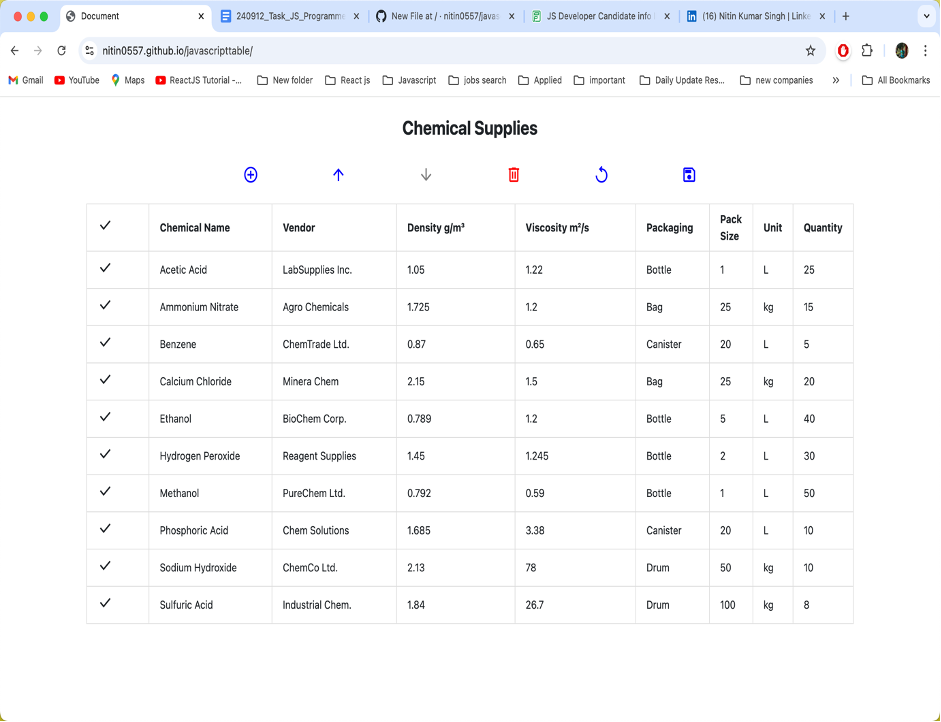 Document
240912_Task_JS_Programme
New File at / · nitin0557/javas
JS Developer Candidate info
(16) Nitin Kumar Singh | Linke
nitin0557.github.io/javascripttable/
Gmail YouTube Maps ReactJS Tutorial -... New folder React js Javascript jobs search Applied important Daily Update Res... new companies » All Bookmarks
Chemical Supplies
Chemical Name Vendor Density g/m³ Viscosity m²/s Packaging Pack Size Unit Quantity
Acetic Acid LabSupplies Inc. 1.05 1.22 Bottle 1 L 25
Ammonium Nitrate Agro Chemicals 1.725 1.2 Bag 25 kg 15
Benzene ChemTrade Ltd. 0.87 0.65 Canister 20 L 5
Calcium Chloride Minera Chem 2.15 1.5 Bag 25 kg 20
Ethanol BioChem Corp. 0.789 1.2 Bottle 5 L 40
Hydrogen Peroxide Reagent Supplies 1.45 1.245 Bottle 2 L 30
Methanol PureChem Ltd. 0.792 0.59 Bottle 1 L 50
Phosphoric Acid Chem Solutions 1.685 3.38 Canister 20 L 10
Sodium Hydroxide ChemCo Ltd. 2.13 78 Drum 50 kg 10
Sulfuric Acid Industrial Chem. 1.84 26.7 Drum 100 kg 8